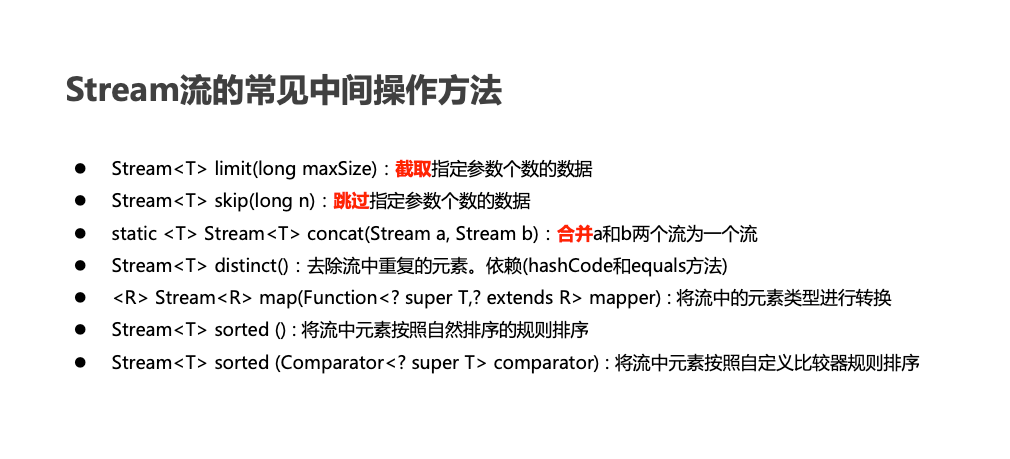 Stream流的常见中间操作方法
● Stream<T> limit(long maxSize)：截取指定参数个数的数据
● Stream<T> skip(long n)：跳过指定参数个数的数据
● static <T> Stream<T> concat(Stream a, Stream b)：合并a和b两个流为一个流
● Stream<T> distinct()：去除流中重复的元素。依赖(hashCode和equals方法)
● <R> Stream<R> map(Function<? super T,? extends R> mapper) : 将流中的元素类型进行转换
● Stream<T> sorted () : 将流中元素按照自然排序的规则排序
● Stream<T> sorted (Comparator<? super T> comparator) : 将流中元素按照自定义比较器规则排序